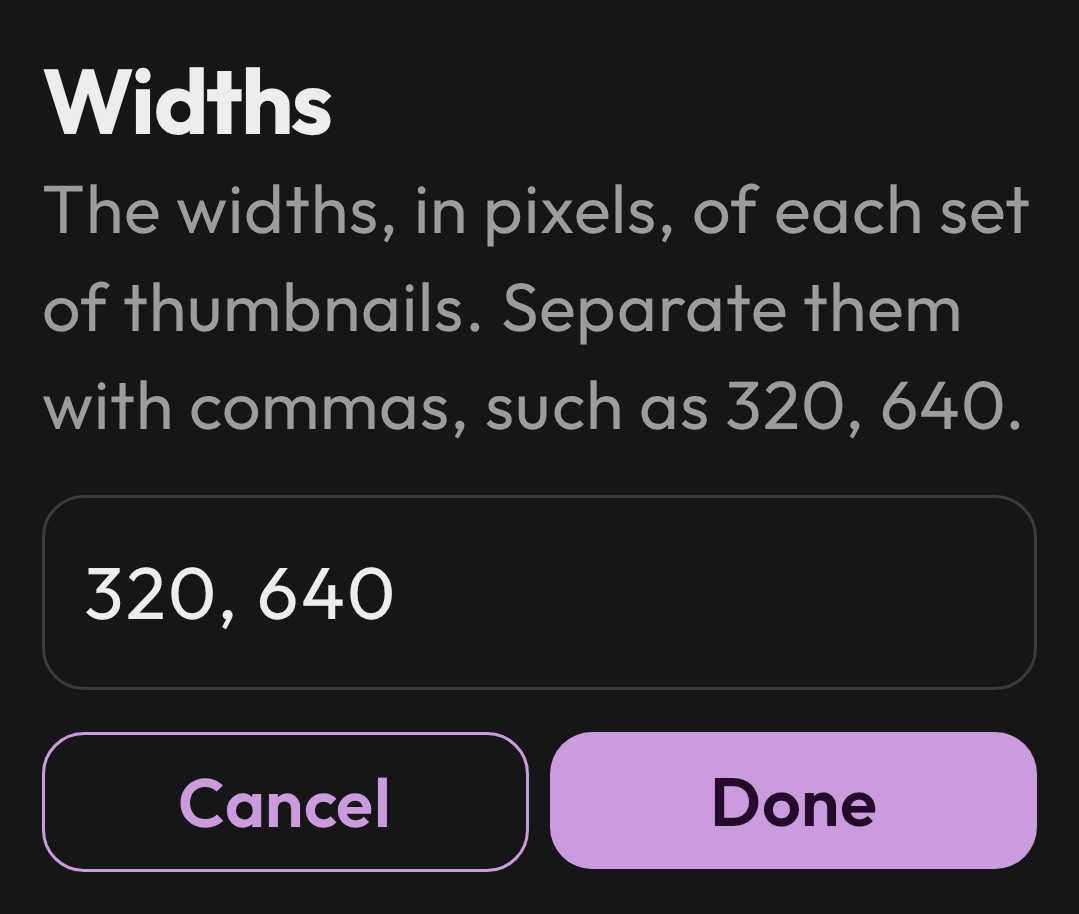 Widths
The widths, in pixels, of each set
of thumbnails. Separate them
with commas, such as 320, 640.
320, 640
Cancel
Done